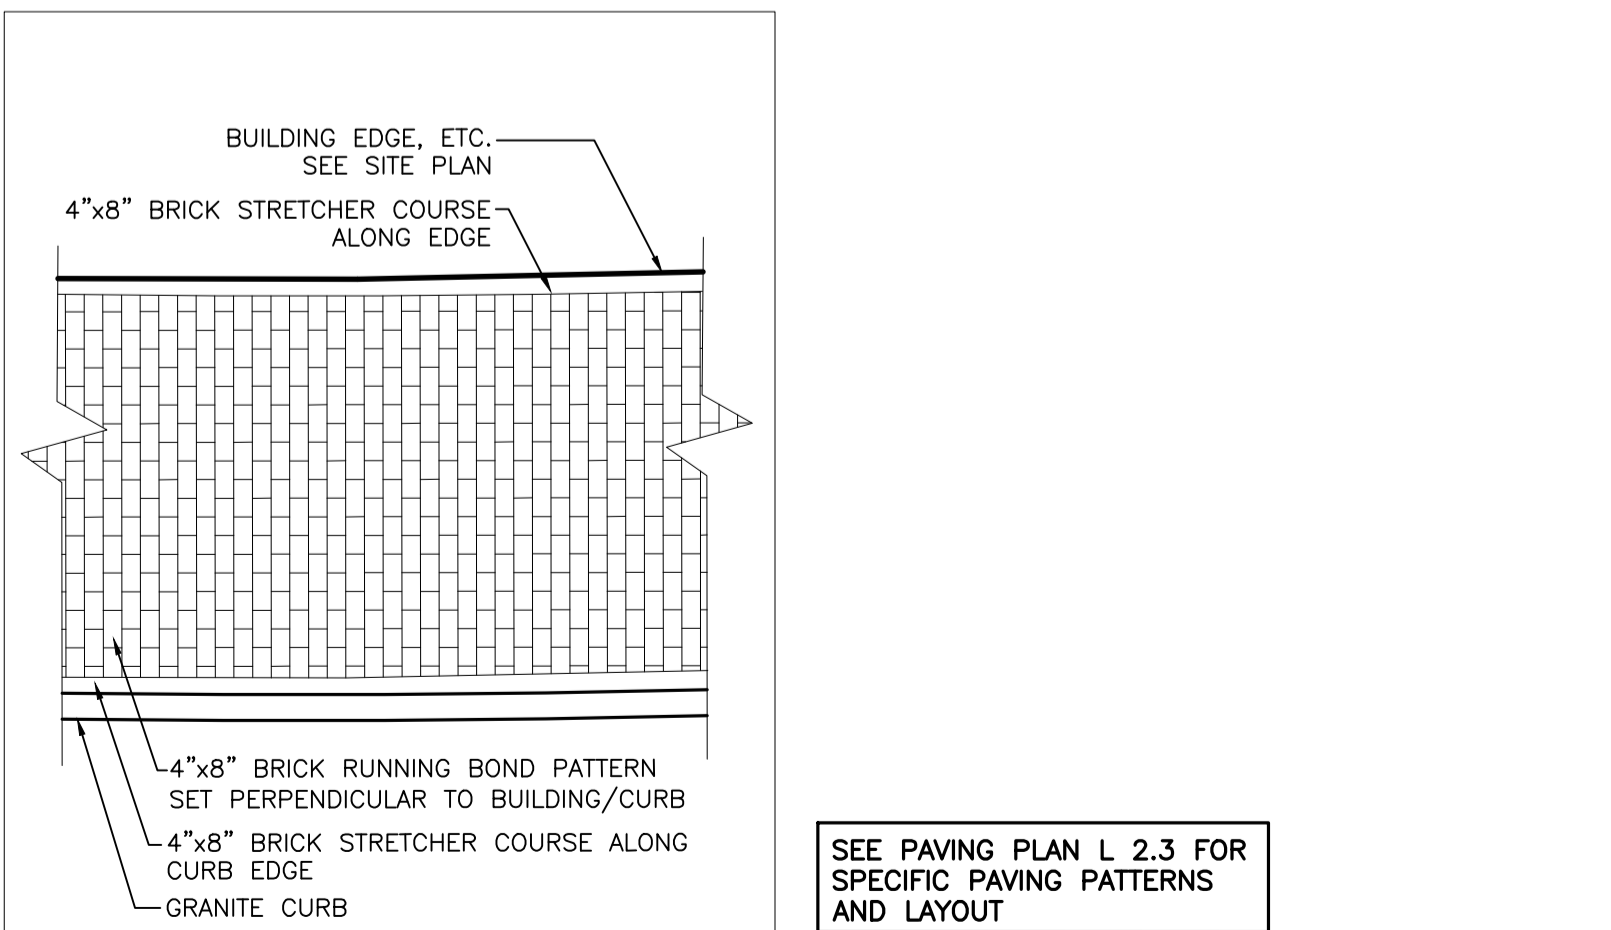 BUILDING EDGE, ETC.
SEE SITE PLAN
4”x8” BRICK STRETCHER COURSE
ALONG EDGE
4”x8” BRICK RUNNING BOND PATTERN
SET PERPENDICULAR TO BUILDING/CURB
4”x8” BRICK STRETCHER COURSE ALONG
CURB EDGE
GRANITE CURB
SEE PAVING PLAN L 2.3 FOR
SPECIFIC PAVING PATTERNS
AND LAYOUT